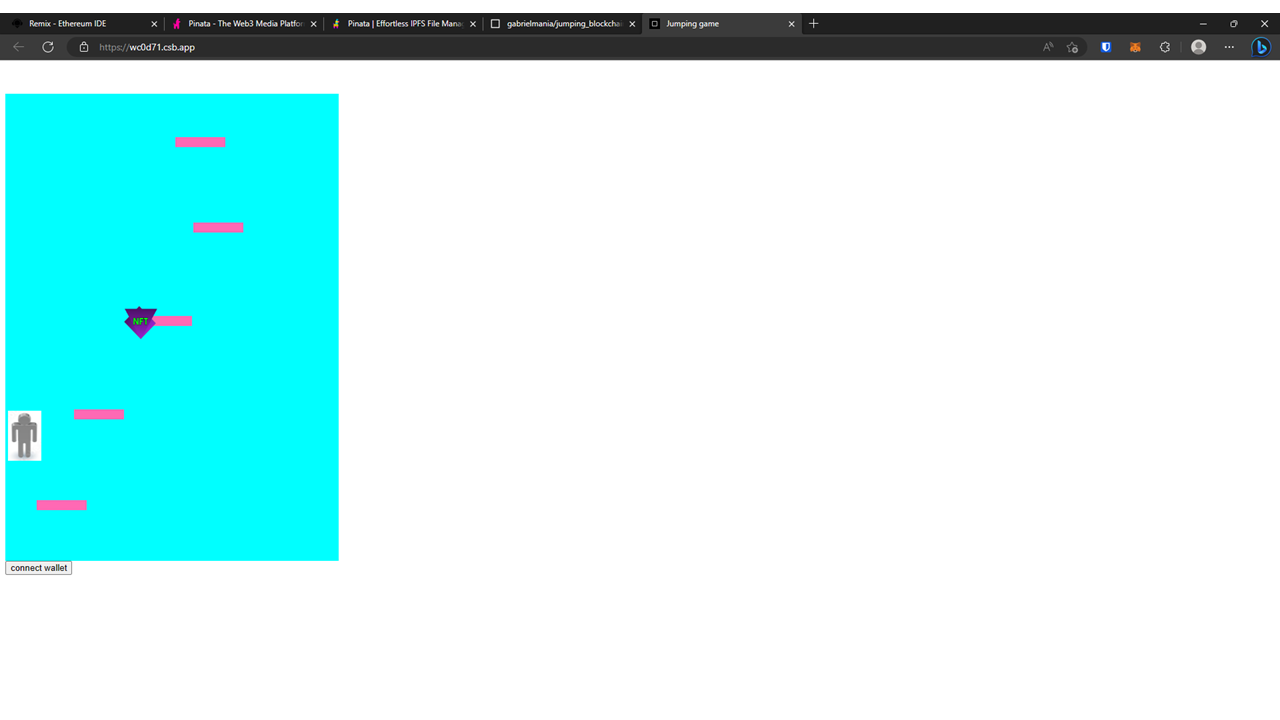 Remix - Ethereum IDE
Pinata - The Web3 Media Platfor
Pinata | Effortless IPFS File Mana
gabrielmania/jumping_blockchai
Jumping game
https://wc0d71.csb.app
NFT
connect wallet